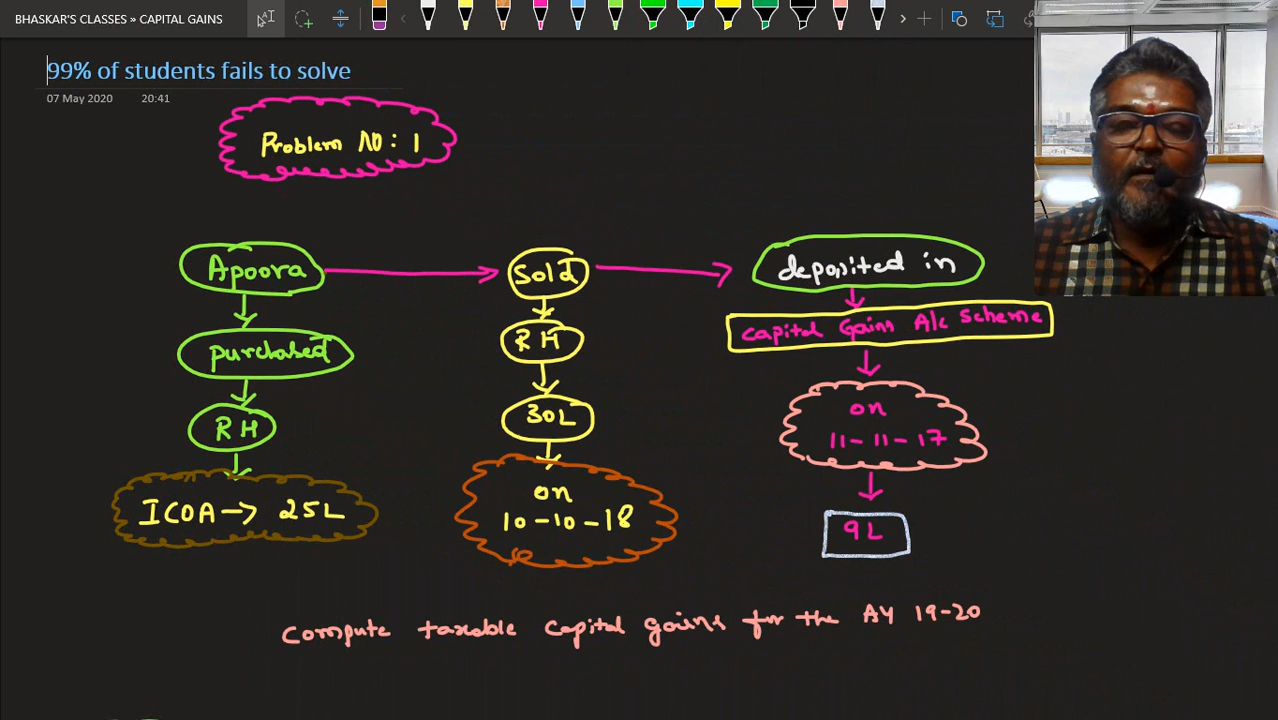 BHASKAR'S CLASSES » CAPITAL GAINS
99% of students fails to solve
07 May 2020 20:41
Problem NO: 1
Apoora
Sold
deposited in
Capital Gains A/c Scheme
purchased
RH
RH
30L
on
11-11-17
ICOA → 25L
on
10-10-18
9L
Compute taxable Capital gains for the AY 19-20